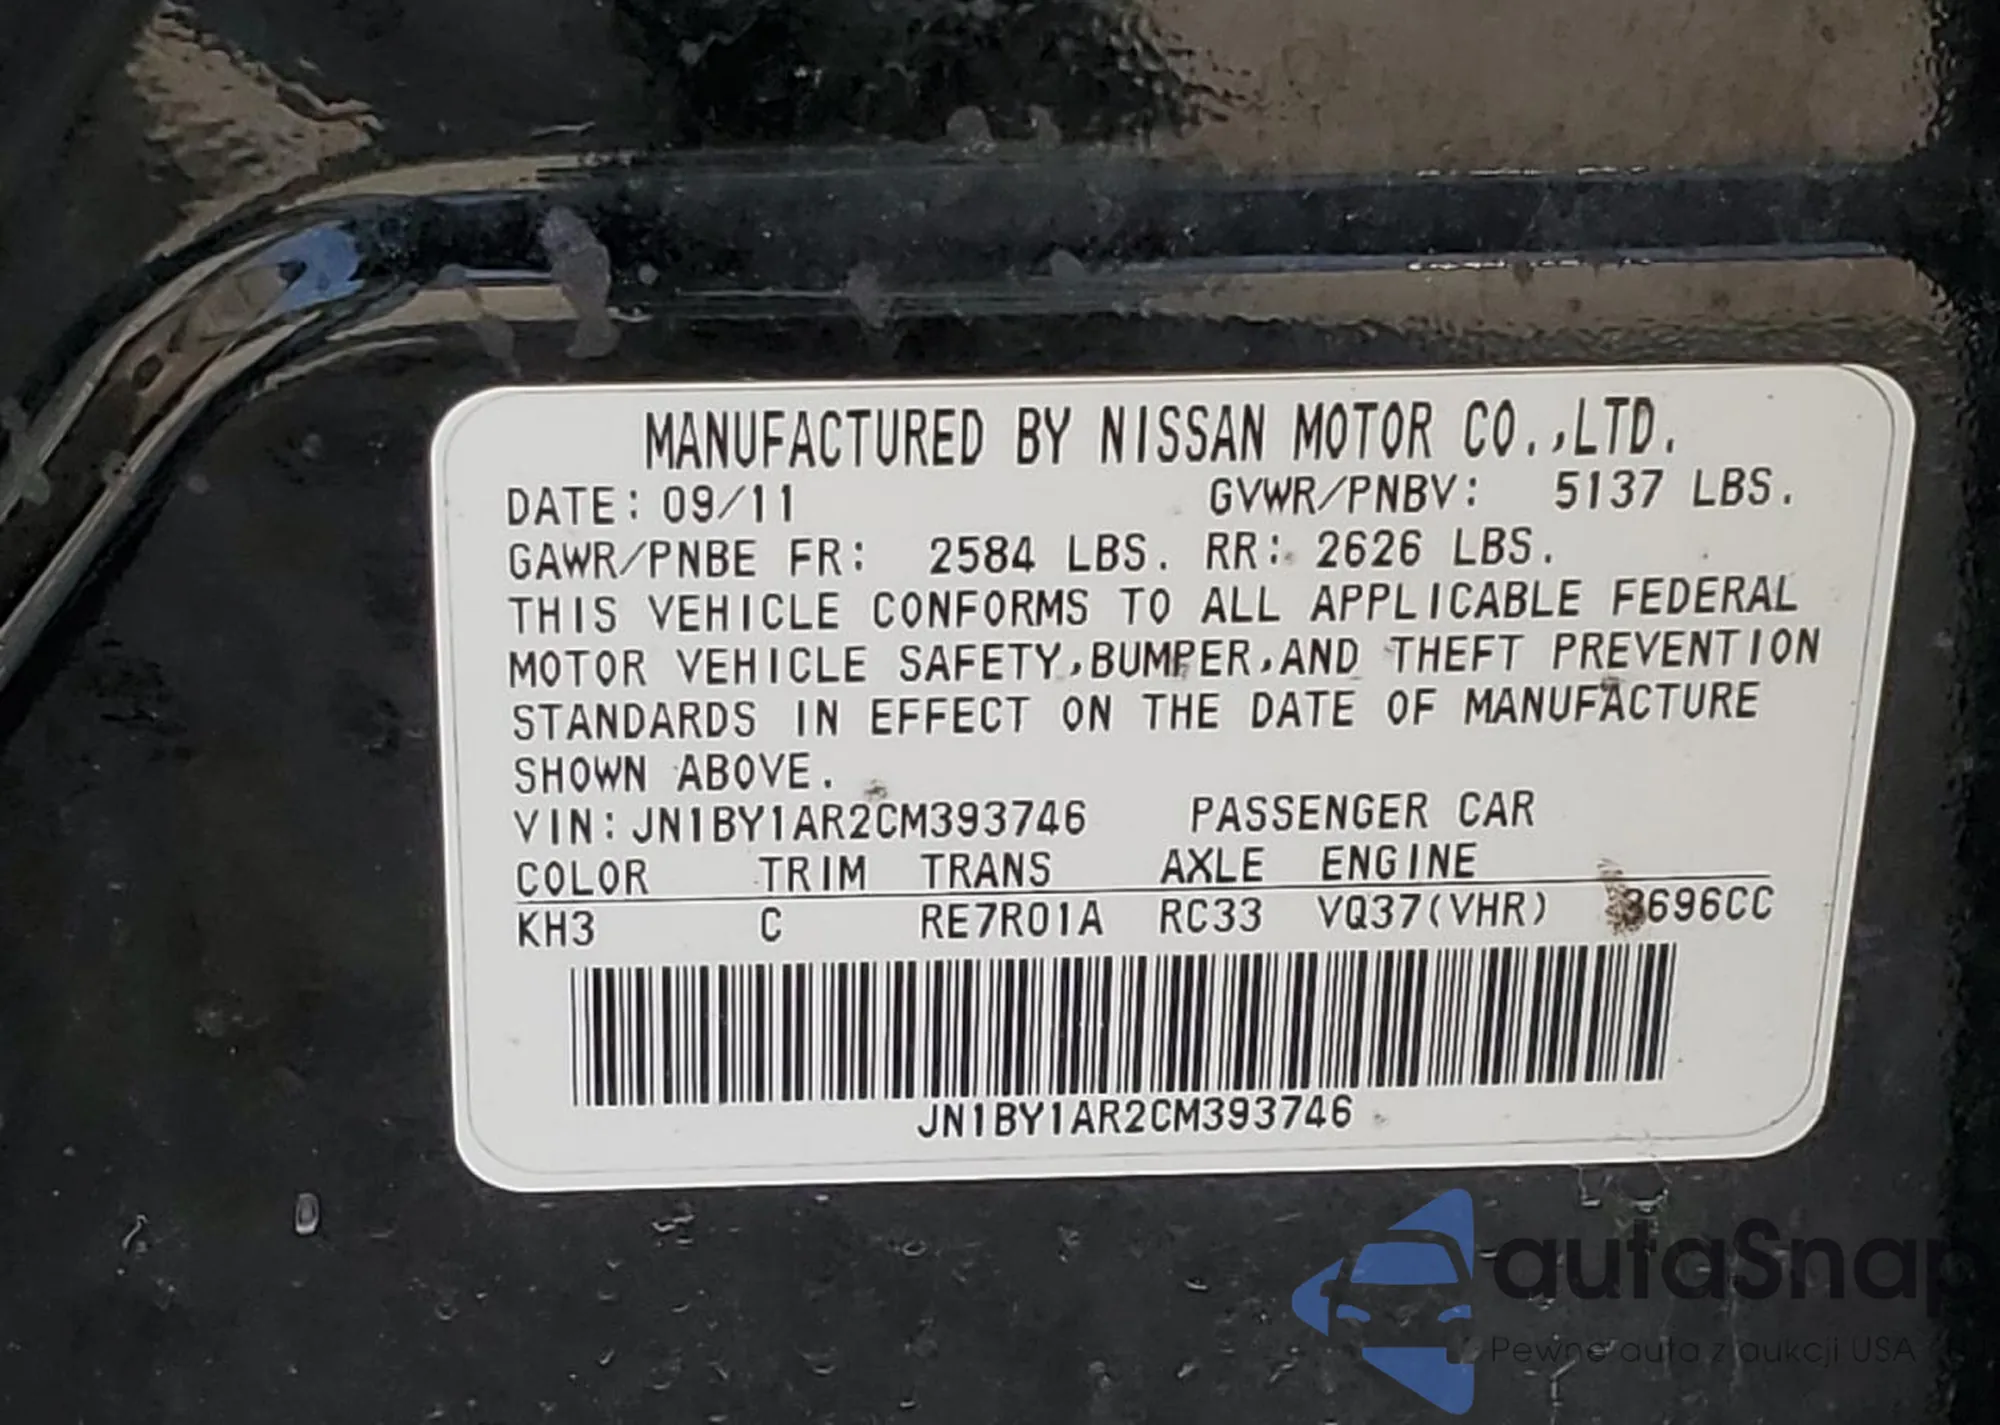 MANUFACTURED BY NISSAN MOTOR CO.,LTD.
DATE: 09/11 GVWR/PNBV: 5137 LBS.
GAWR/PNBE FR: 2584 LBS. RR: 2626 LBS.
THIS VEHICLE CONFORMS TO ALL APPLICABLE FEDERAL
MOTOR VEHICLE SAFETY,BUMPER,AND THEFT PREVENTION
STANDARDS IN EFFECT ON THE DATE OF MANUFACTURE
SHOWN ABOVE.
VIN: JN1BY1AR2CM393746 PASSENGER CAR
COLOR TRIM TRANS AXLE ENGINE
KH3 C RE7R01A RC33 VQ37(VHR) 3696CC
JN1BY1AR2CM393746
autaSnap
Pewne auta z aukcji USA